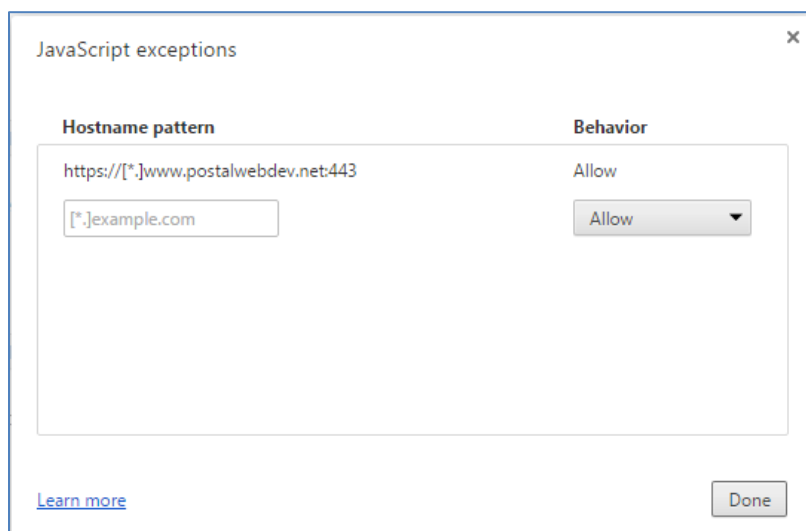 JavaScript exceptions
Hostname pattern Behavior
https://[*.]www.postalwebdev.net:443 Allow
[*.]example.com Allow
Learn more Done